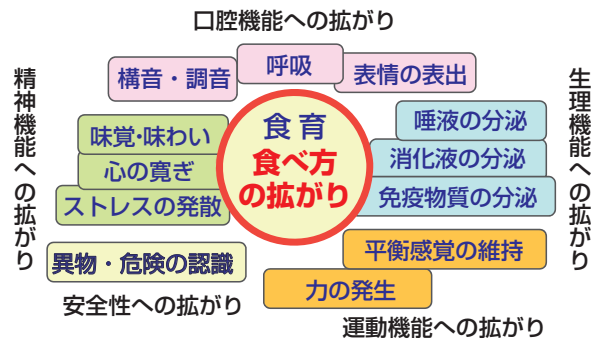 口腔機能への拡がり
構音・調音
呼吸
表情の表出
精神機能への拡がり
味覚・味わい
心の寛ぎ
ストレスの発散
食育
食べ方
の拡がり
唾液の分泌
消化液の分泌
免疫物質の分泌
生理機能への拡がり
異物・危険の認識
安全性への拡がり
平衡感覚の維持
力の発生
運動機能への拡がり